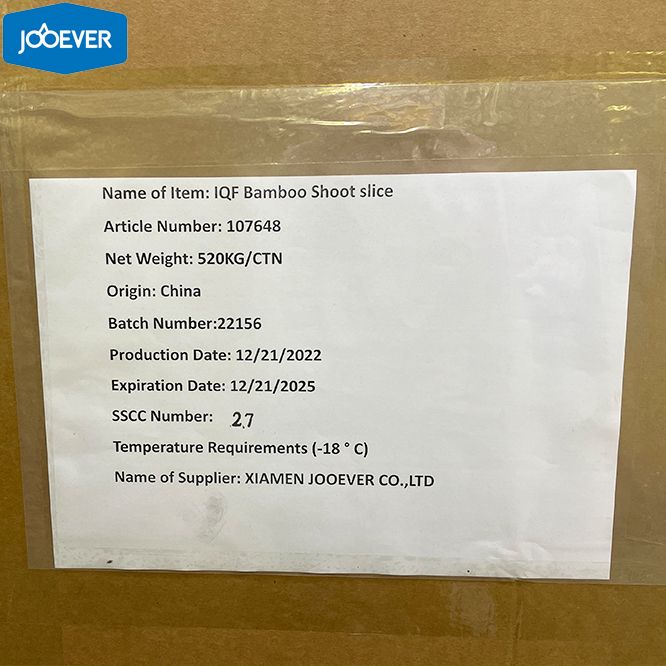 JOOEVER
Name of Item: IQF Bamboo Shoot slice
Article Number: 107648
Net Weight: 520KG/CTN
Origin: China
Batch Number:22156
Production Date: 12/21/2022
Expiration Date: 12/21/2025
SSCC Number: 27
Temperature Requirements (-18 ° C)
Name of Supplier: XIAMEN JOOEVER CO.,LTD